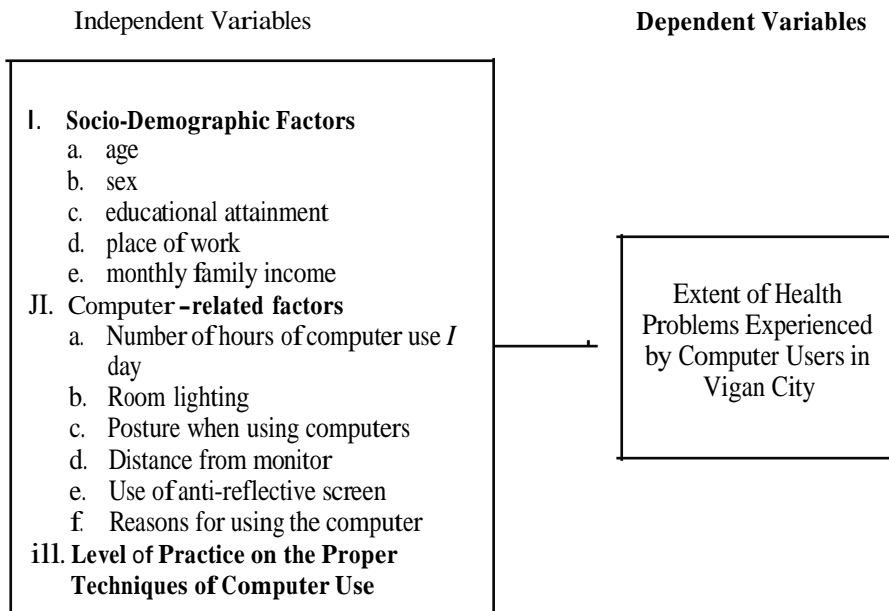 Independent Variables
Dependent Variables
I. Socio-Demographic Factors
a. age
b. sex
c. educational attainment
d. place of work
e. monthly family income
JI. Computer –related factors
a. Number of hours of computer use I
day
b. Room lighting
c. Posture when using computers
d. Distance from monitor
e. Use of anti-reflective screen
f. Reasons for using the computer
ill. Level of Practice on the Proper
Techniques of Computer Use
Extent of Health
Problems Experienced
by Computer Users in
Vigan City